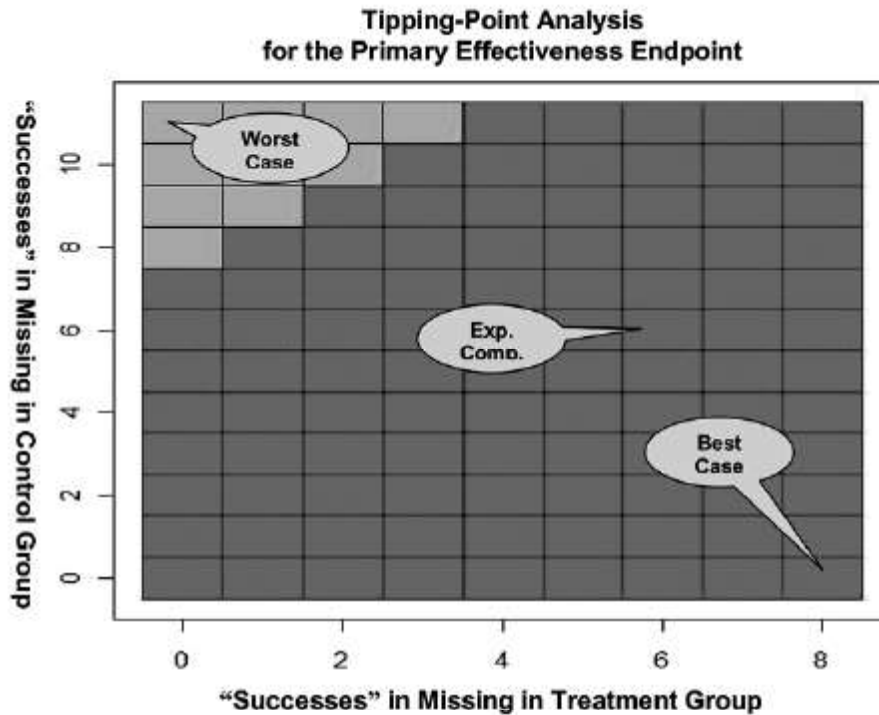 Tipping-Point Analysis
for the Primary Effectiveness Endpoint
“Successes” in Missing in Control Group
10
8
6
4
2
0
Worst
Case
Exp.
Comp.
Best
Case
0 2 4 6 8
“Successes” in Missing in Treatment Group